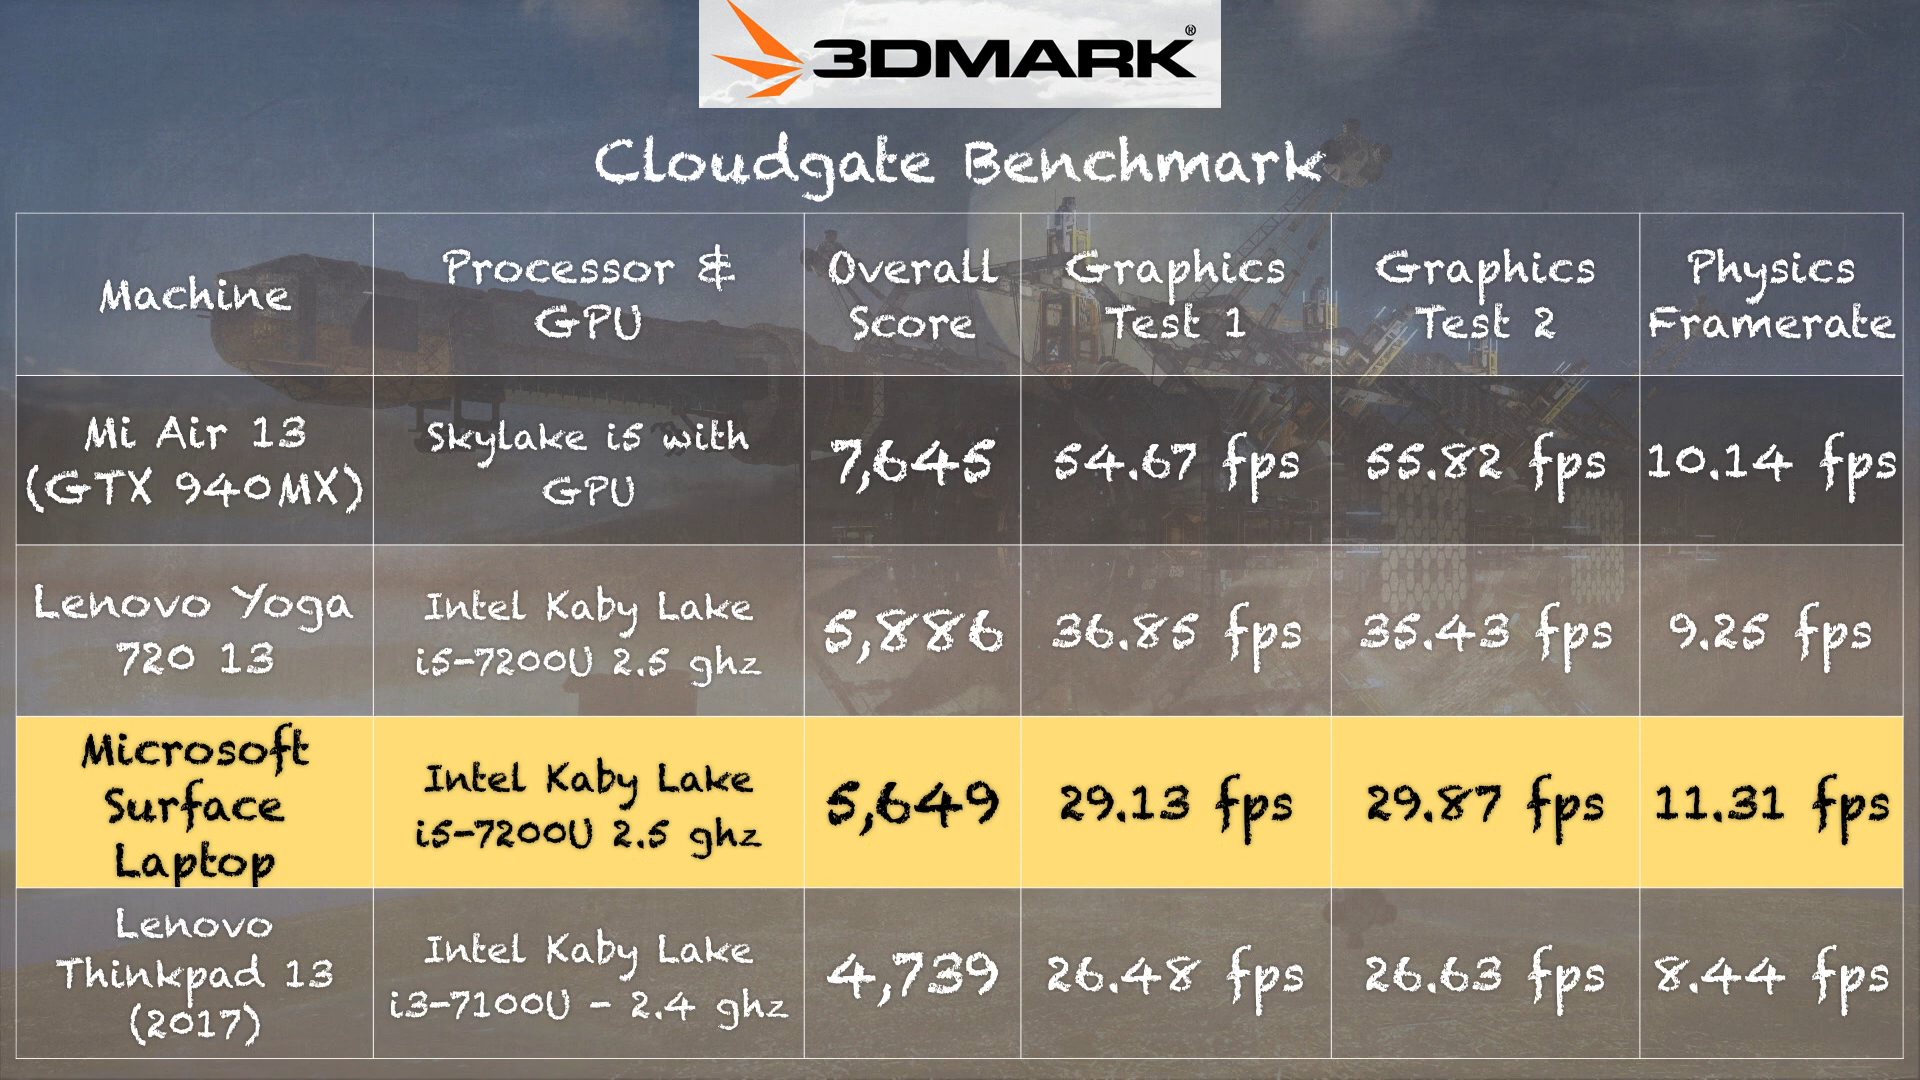 3DMARK®
Cloudgate Benchmark
Machine
Processor &
GPU
Overall
Score
Graphics
Test 1
Graphics
Test 2
Physics
Framerate
Mi Air 13
(GTX 940MX)
Skylake i5 with
GPU
7,645
54.67 fps
55.82 fps
10.14 fps
Lenovo Yoga
720 13
Intel Kaby Lake
i5-7200U 2.5 ghz
5,886
36.85 fps
35.43 fps
9.25 fps
Microsoft
Surface
Laptop
Intel Kaby Lake
i5-7200U 2.5 ghz
5,649
29.13 fps
29.87 fps
11.31 fps
Lenovo
Thinkpad 13
(2017)
Intel Kaby Lake
i3-7100U - 2.4 ghz
4,739
26.48 fps
26.63 fps
8.44 fps